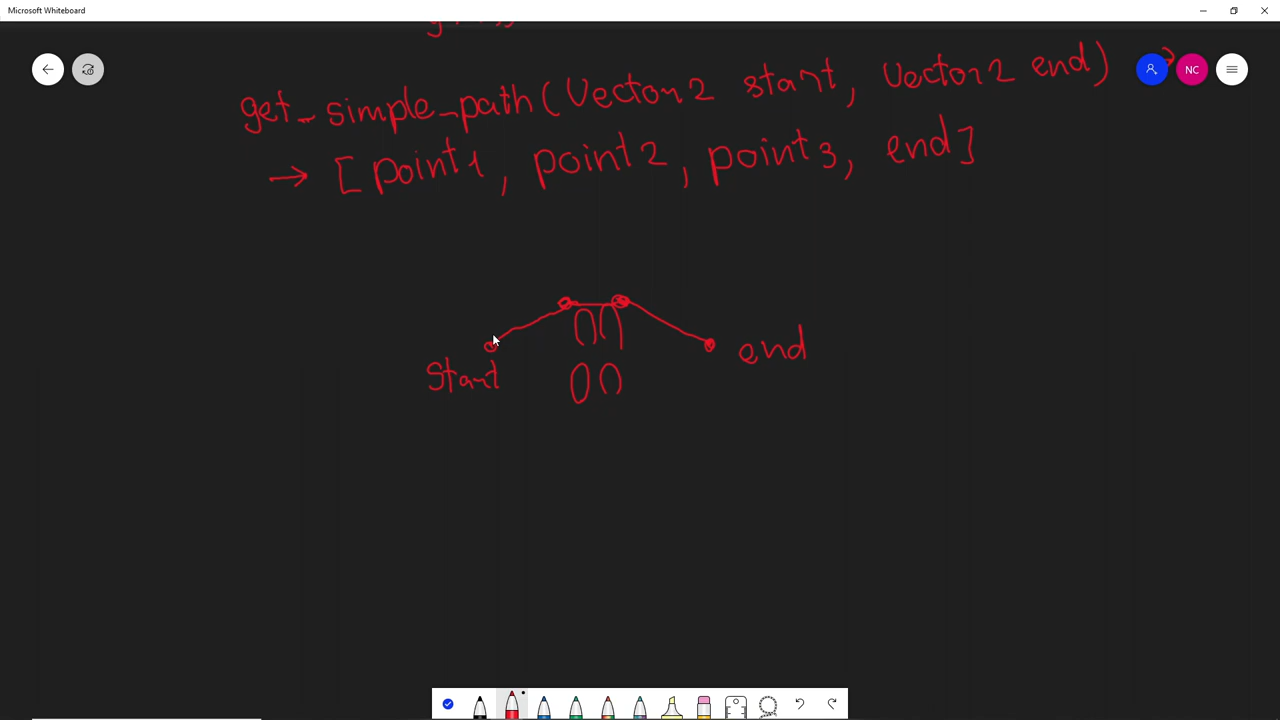 Microsoft Whiteboard
NC
get_simple_path(Vector2 start, Vector2 end)
→ [point1, point2, point3, end]
Start
end